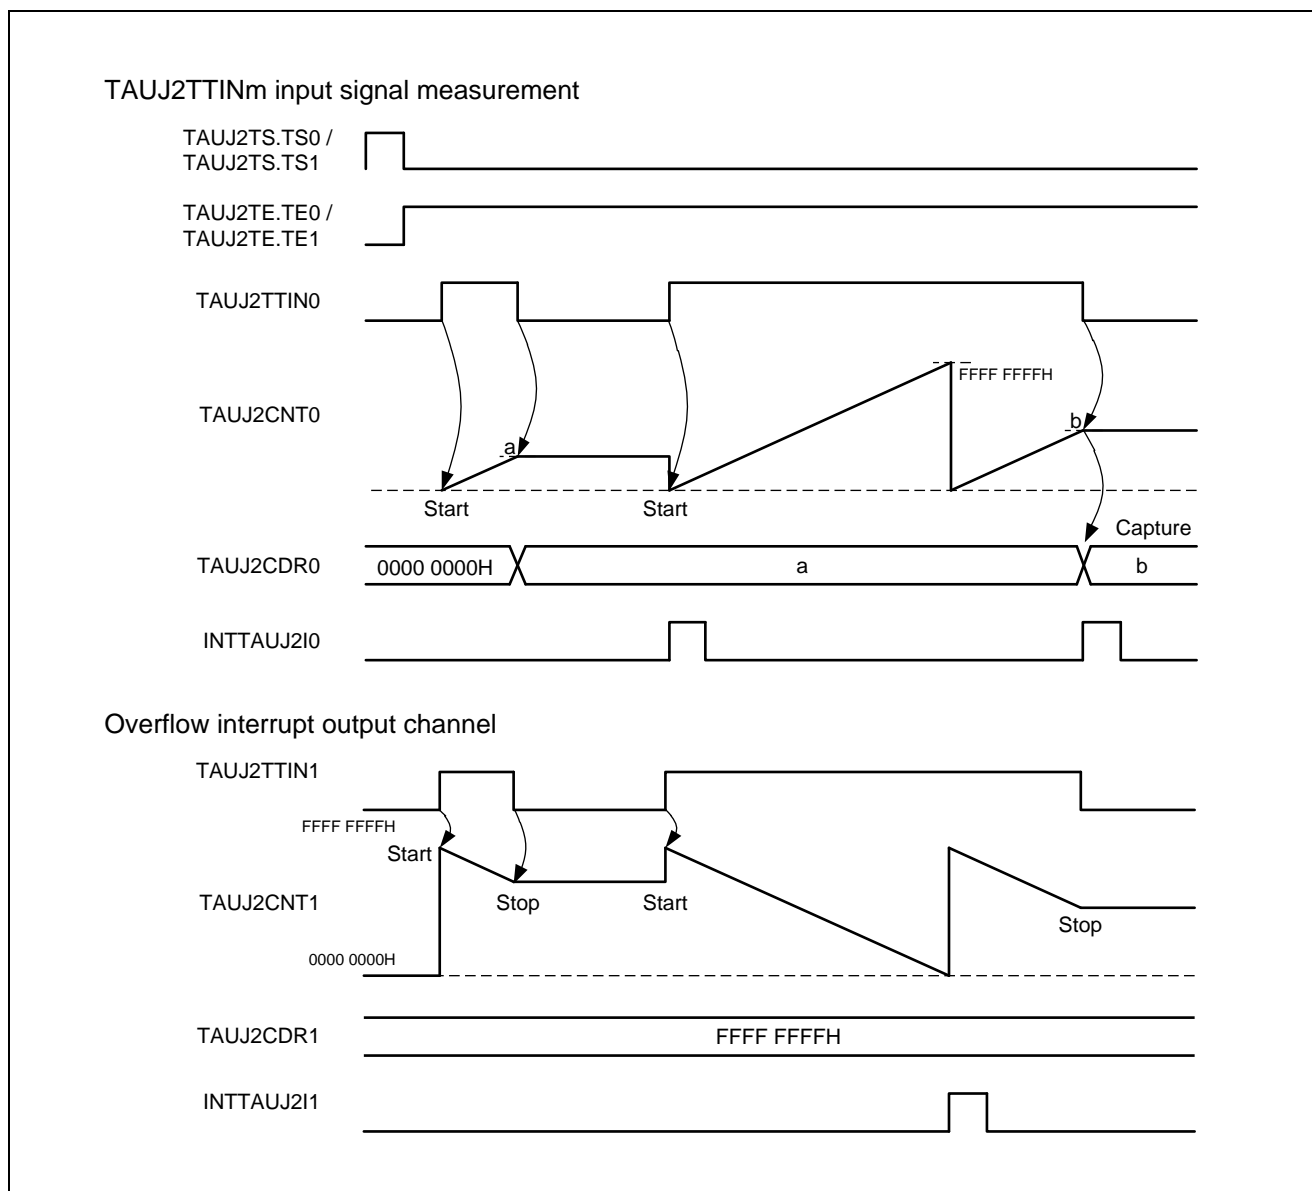 TAUJ2TTINm input signal measurement
TAUJ2TS.TS0 /
TAUJ2TS.TS1
TAUJ2TE.TE0 /
TAUJ2TE.TE1
TAUJ2TTIN0
FFFF FFFFH
TAUJ2CNT0
a
b
Start
Start
Capture
TAUJ2CDR0
0000 0000H
a
b
INTTAUJ2I0
Overflow interrupt output channel
TAUJ2TTIN1
FFFF FFFFH
Start
TAUJ2CNT1
Stop
Start
Stop
0000 0000H
TAUJ2CDR1
FFFF FFFFH
INTTAUJ2I1